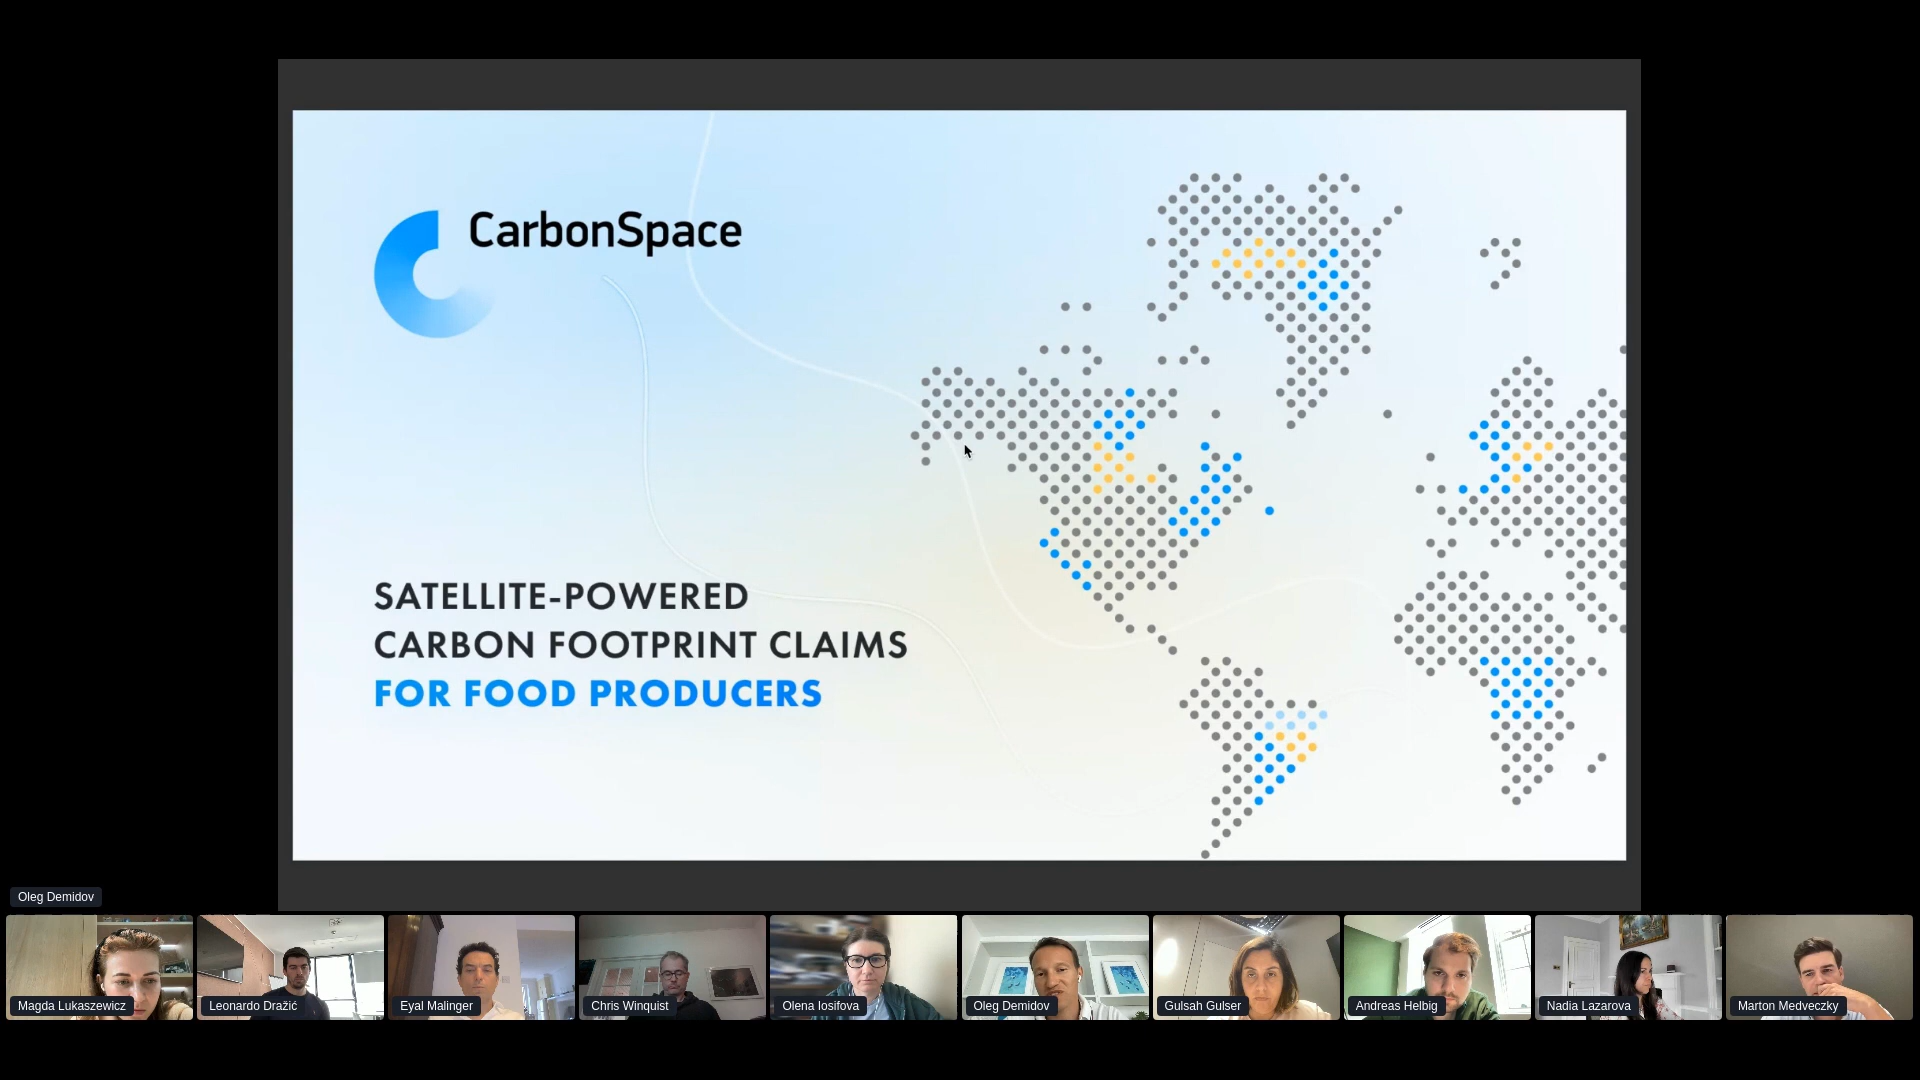 CarbonSpace
SATELLITE-POWERED
CARBON FOOTPRINT CLAIMS
FOR FOOD PRODUCERS
Oleg Demidov
Magda Lukaszewicz
Leonardo Dražić
Eyal Malinger
Chris Winquist
Olena Iosifova
Oleg Demidov
Gulsah Gulser
Andreas Helbig
Nadia Lazarova
Marton Medveczky